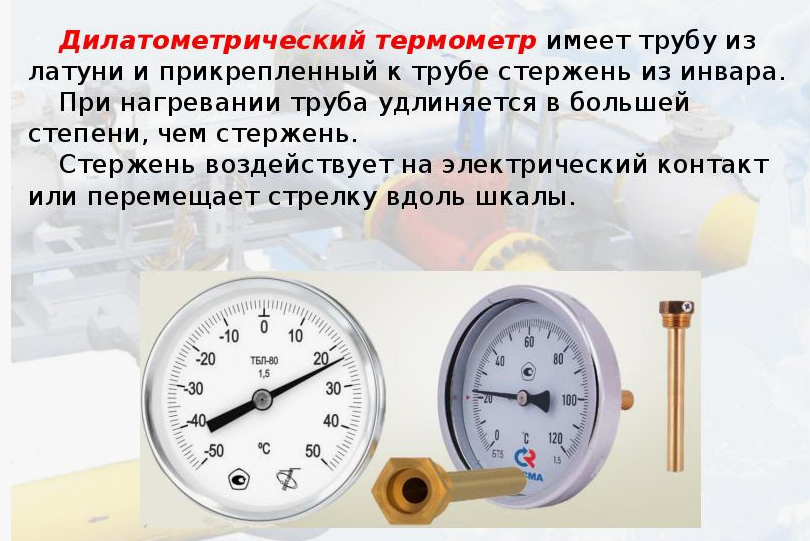 Дилатометрический термометр имеет трубу из
латуни и прикрепленный к трубе стержень из инвара.
При нагревании труба удлиняется в большей
степени, чем стержень.
Стержень воздействует на электрический контакт
или перемещает стрелку вдоль шкалы.
0
-10 10
-20 20
-30 30
-40 40
-50 50
ТБЛ-80
1,5
°C
60
40 80
20 100
0 120
°C
БТ5 1,5